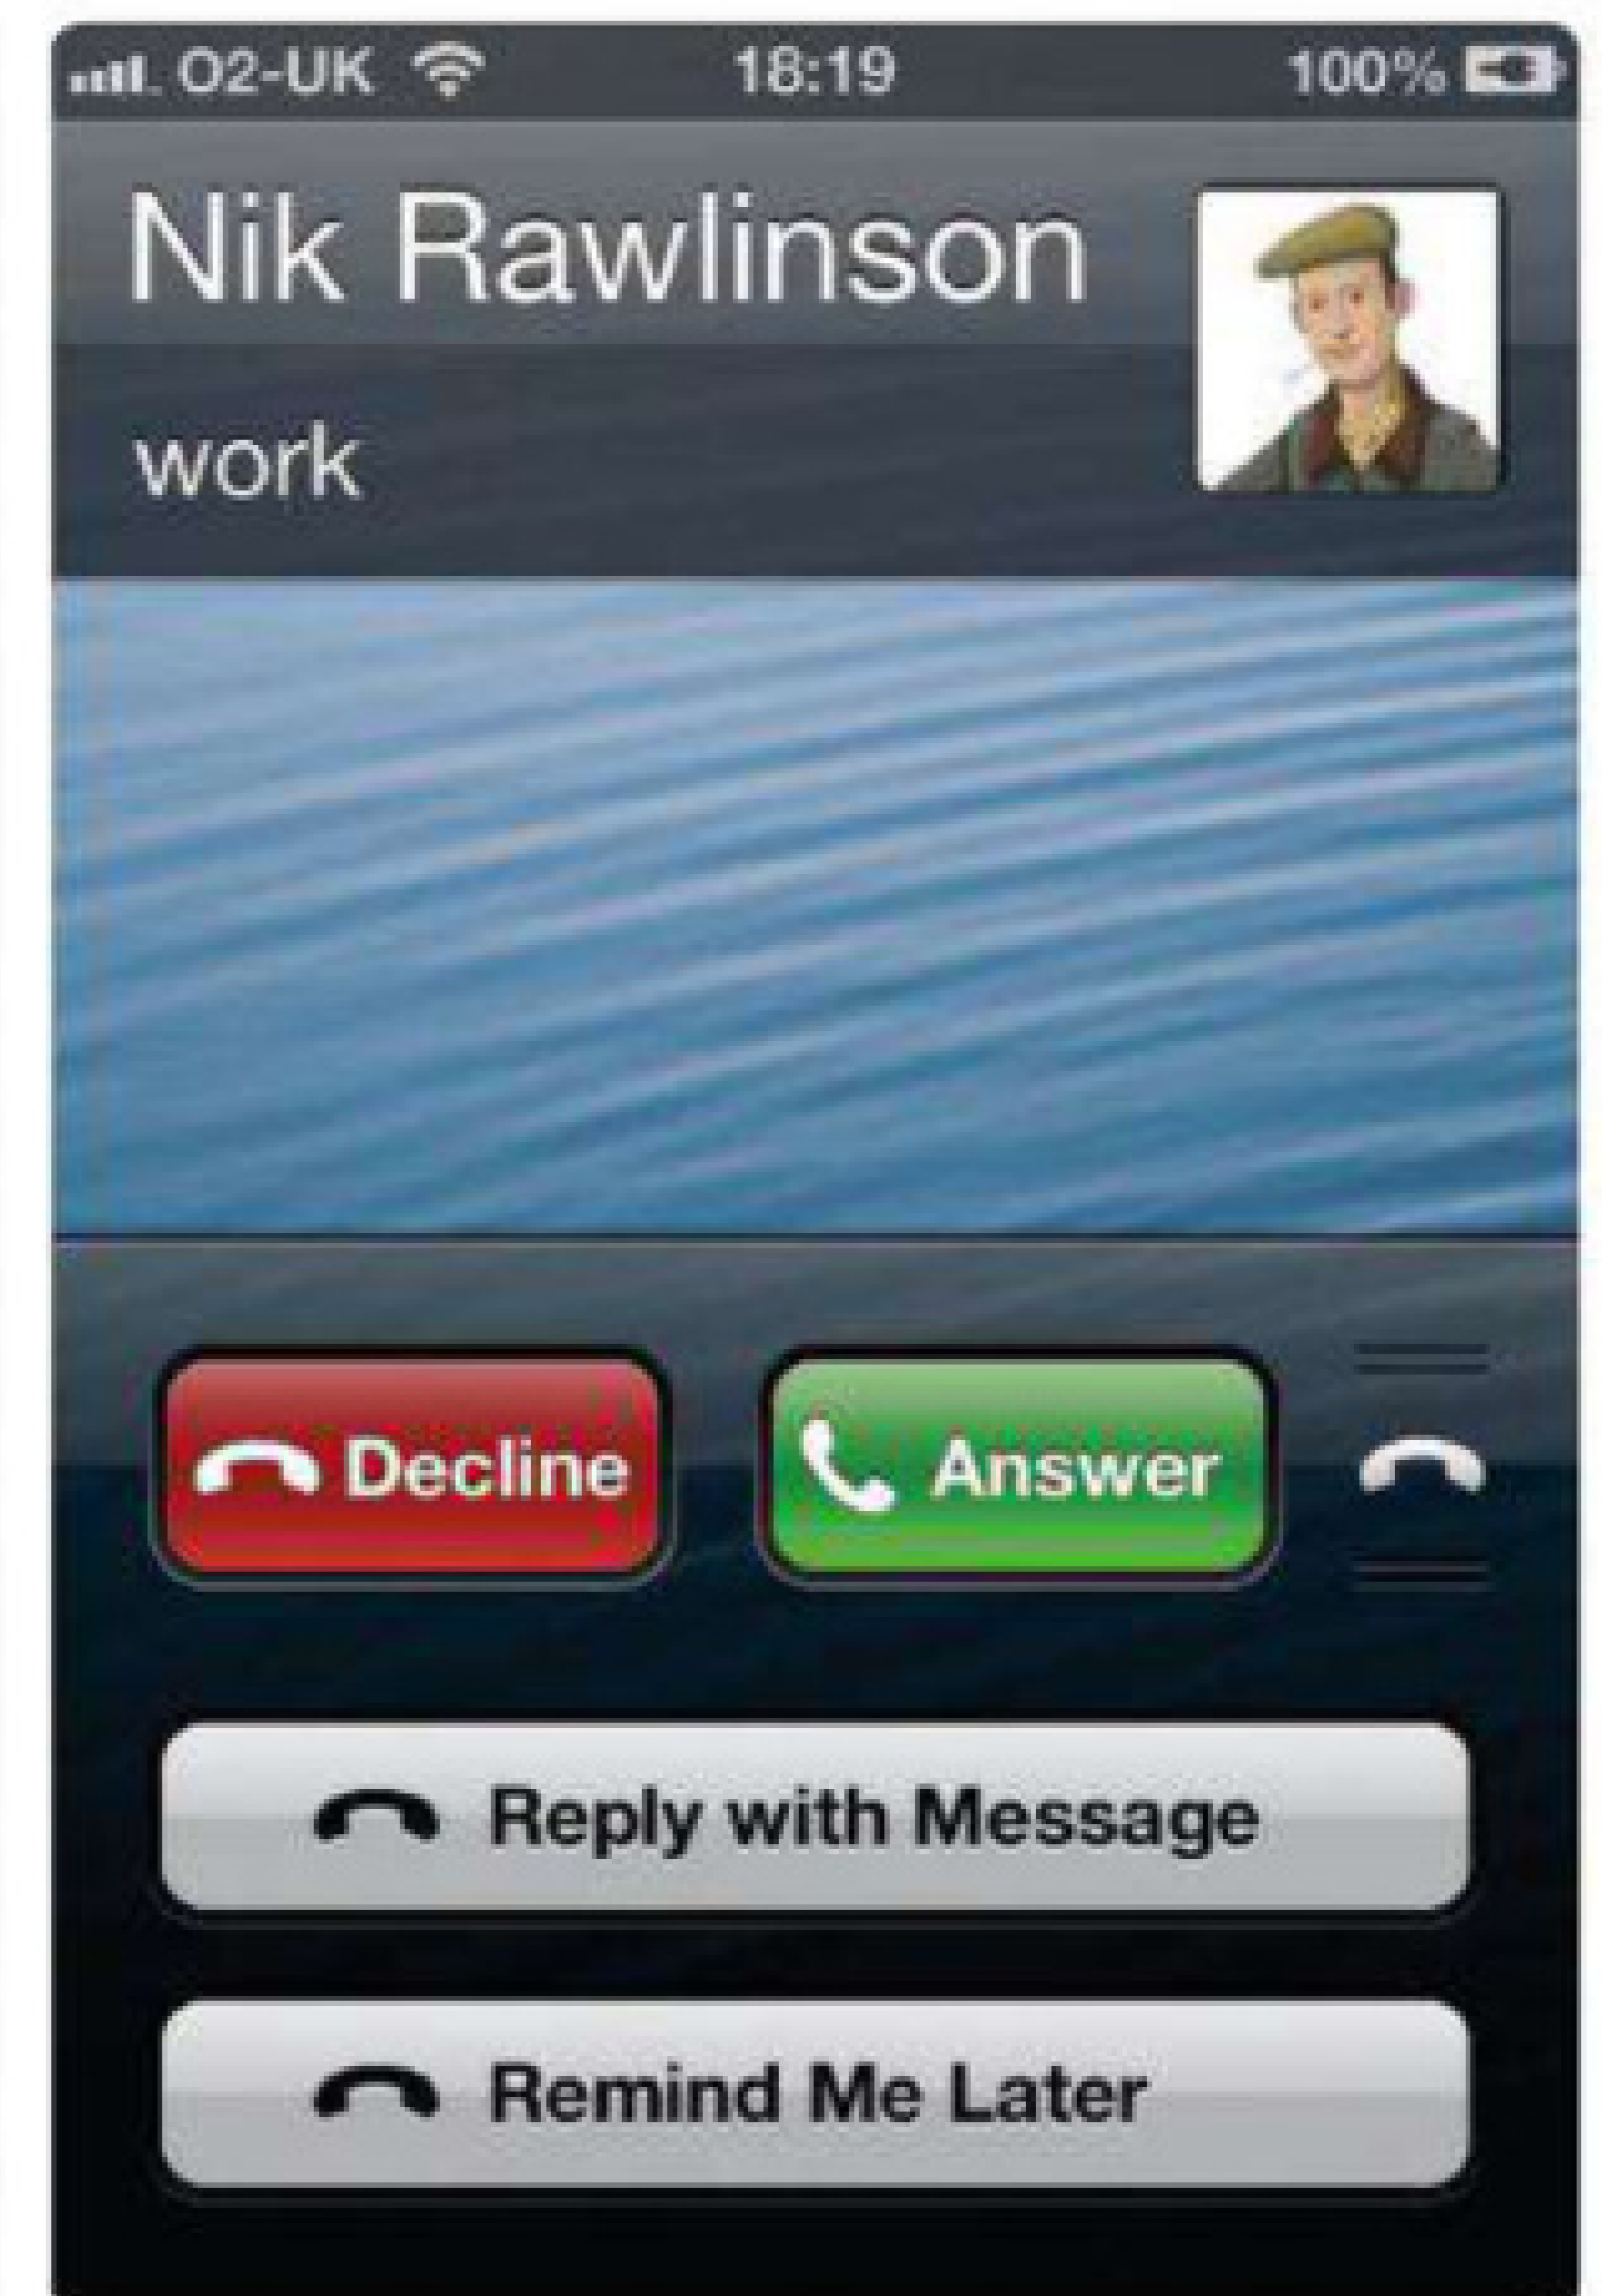 O2-UK 18:19 100%
Nik Rawlinson
work
Decline Answer
Reply with Message
Remind Me Later